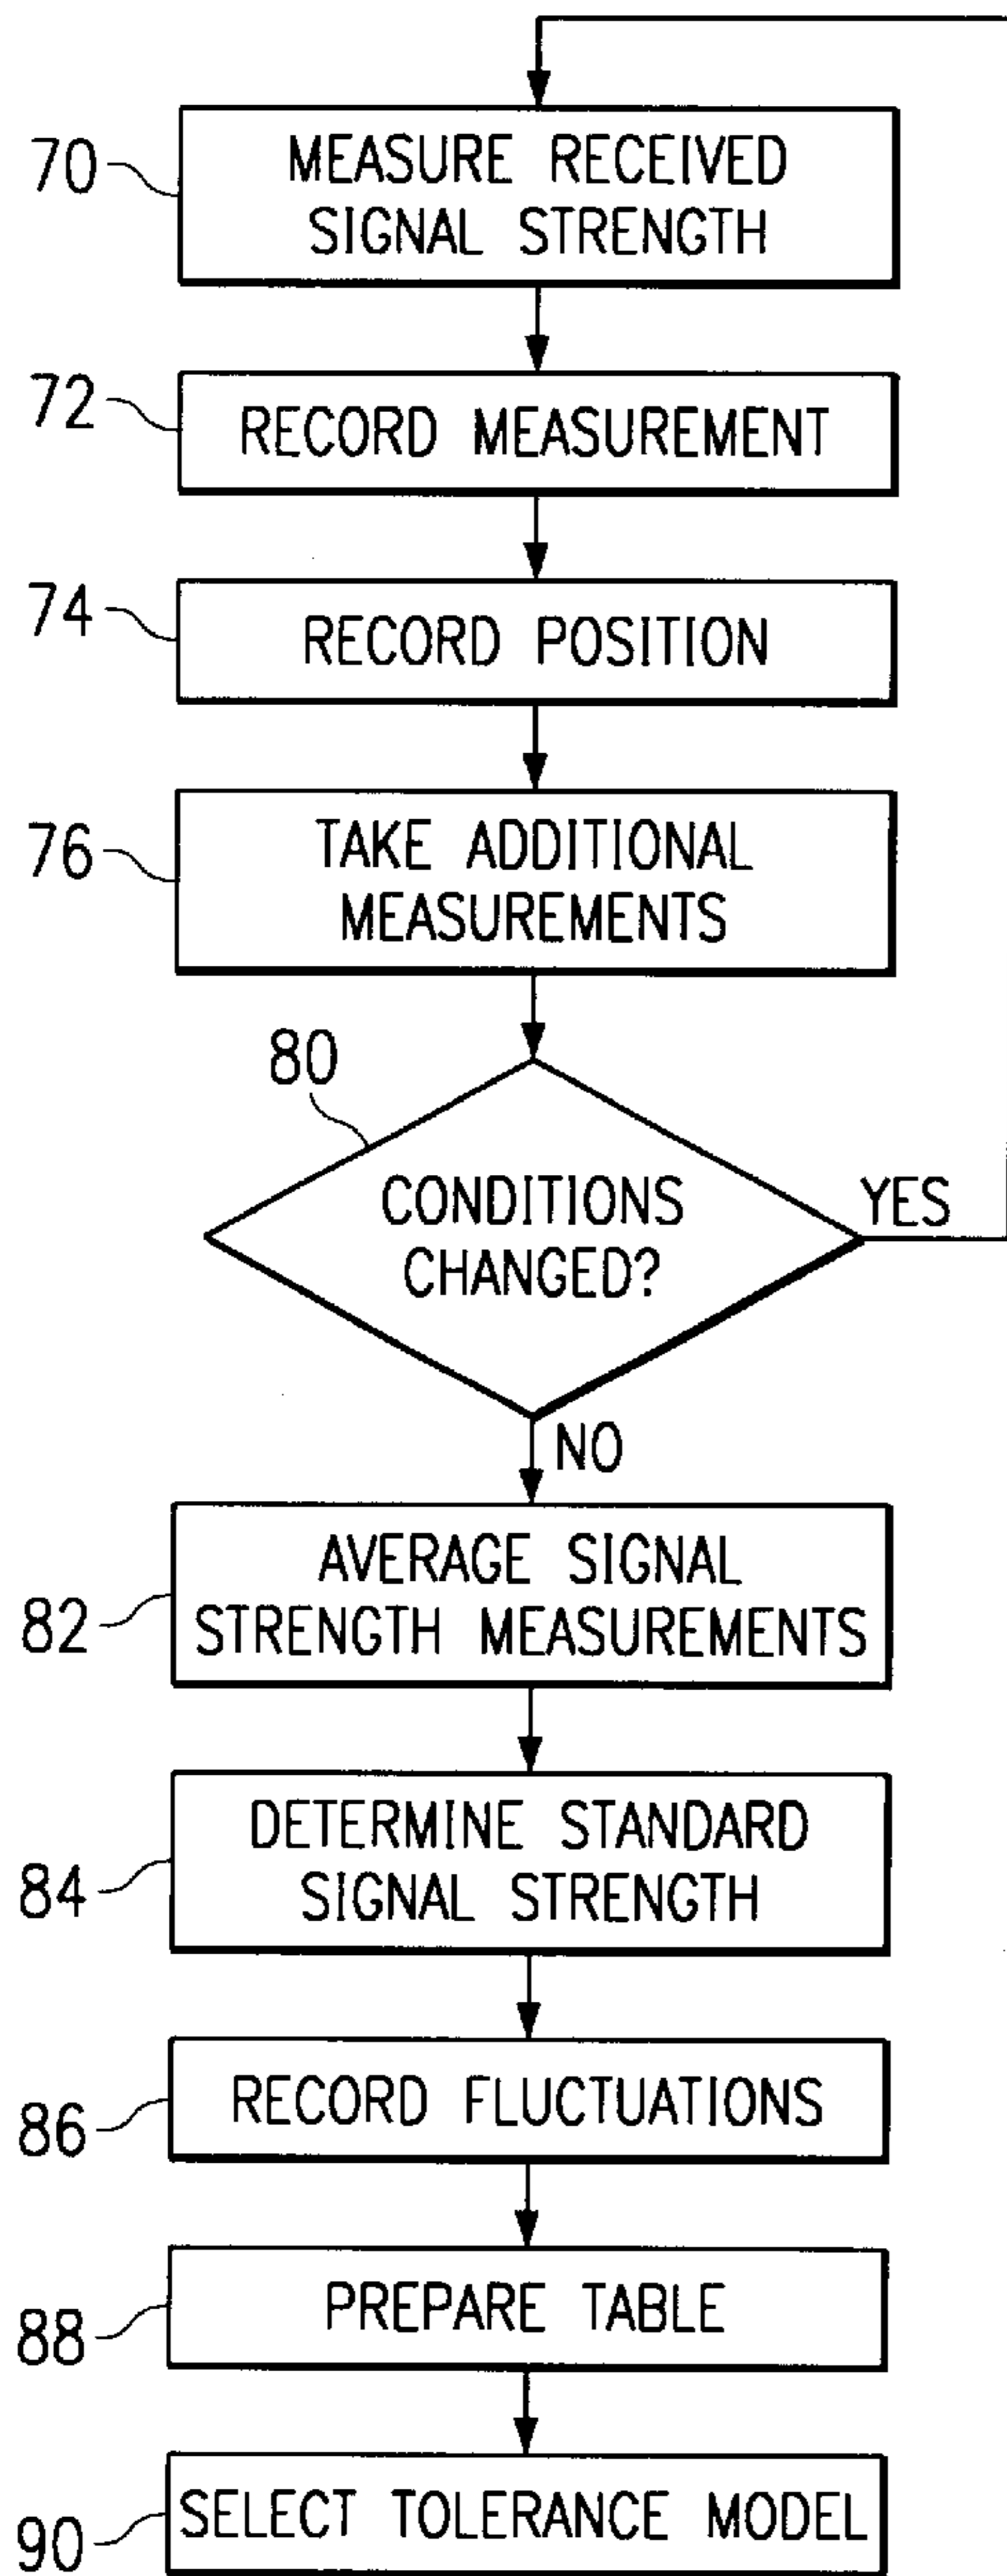 70
MEASURE RECEIVED
SIGNAL STRENGTH
72
RECORD MEASUREMENT
74
RECORD POSITION
76
TAKE ADDITIONAL
MEASUREMENTS
80
CONDITIONS
CHANGED?
YES
NO
82
AVERAGE SIGNAL
STRENGTH MEASUREMENTS
84
DETERMINE STANDARD
SIGNAL STRENGTH
86
RECORD FLUCTUATIONS
88
PREPARE TABLE
90
SELECT TOLERANCE MODEL